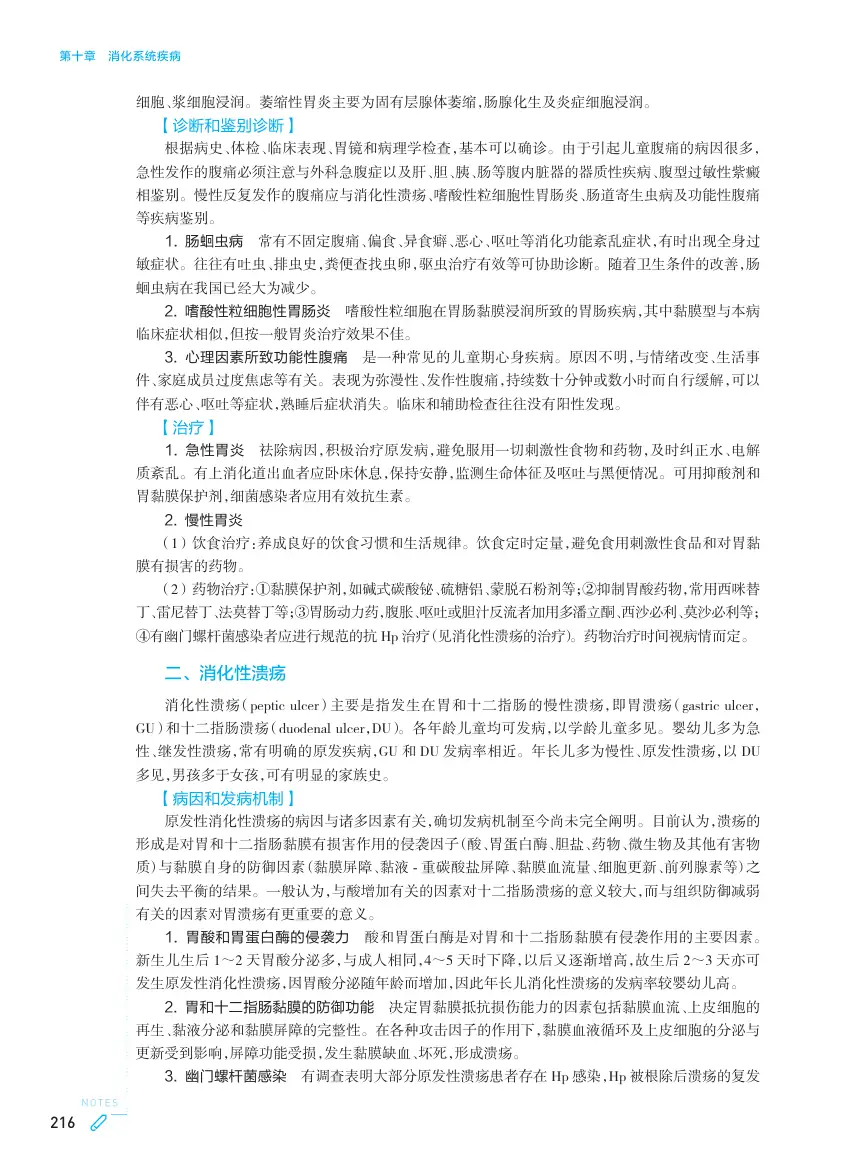 第十章 消化系统疾病
细胞、浆细胞浸润。萎缩性胃炎主要为固有层腺体萎缩,肠腺化生及炎症细胞浸润。
【诊断和鉴别诊断】
根据病史、体检、临床表现、胃镜和病理学检查,基本可以确诊。由于引起儿童腹痛的病因很多,
急性发作的腹痛必须注意与外科急腹症以及肝、胆、胰、肠等腹内脏器的器质性疾病、腹型过敏性紫癜
相鉴别。慢性反复发作的腹痛应与消化性溃疡、嗜酸性粒细胞性胃肠炎、肠道寄生虫病及功能性腹痛
等疾病鉴别。
1. 肠蛔虫病 常有不固定腹痛、偏食、异食癖、恶心、呕吐等消化功能紊乱症状,有时出现全身过
敏症状。往往有吐虫、排虫史,粪便查找虫卵,驱虫治疗有效等可协助诊断。随着卫生条件的改善,肠
蛔虫病在我国已经大为减少。
2. 嗜酸性粒细胞性胃肠炎 嗜酸性粒细胞在胃肠黏膜浸润所致的胃肠疾病,其中黏膜型与本病
临床症状相似,但按一般胃炎治疗效果不佳。
3. 心理因素所致功能性腹痛 是一种常见的儿童期心身疾病。原因不明,与情绪改变、生活事
件、家庭成员过度焦虑等有关。表现为弥漫性、发作性腹痛,持续数十分钟或数小时而自行缓解,可以
伴有恶心、呕吐等症状,熟睡后症状消失。临床和辅助检查往往没有阳性发现。
【治疗】
1. 急性胃炎 祛除病因,积极治疗原发病,避免服用一切刺激性食物和药物,及时纠正水、电解
质紊乱。有上消化道出血者应卧床休息,保持安静,监测生命体征及呕吐与黑便情况。可用抑酸剂和
胃黏膜保护剂,细菌感染者应用有效抗生素。
2. 慢性胃炎
(1)饮食治疗:养成良好的饮食习惯和生活规律。饮食定时定量,避免食用刺激性食品和对胃黏
膜有损害的药物。
(2)药物治疗:①黏膜保护剂,如碱式碳酸铋、硫糖铝、蒙脱石粉剂等;②抑制胃酸药物,常用西咪替
丁、雷尼替丁、法莫替丁等;③胃肠动力药,腹胀、呕吐或胆汁反流者加用多潘立酮、西沙必利、莫沙必利等;
④有幽门螺杆菌感染者应进行规范的抗 Hp 治疗(见消化性溃疡的治疗)。药物治疗时间视病情而定。
二、消化性溃疡
消化性溃疡(peptic ulcer)主要是指发生在胃和十二指肠的慢性溃疡,即胃溃疡(gastric ulcer,
GU)和十二指肠溃疡(duodenal ulcer,DU)。各年龄儿童均可发病,以学龄儿童多见。婴幼儿多为急
性、继发性溃疡,常有明确的原发疾病,GU 和 DU 发病率相近。年长儿多为慢性、原发性溃疡,以 DU
多见,男孩多于女孩,可有明显的家族史。
【病因和发病机制】
原发性消化性溃疡的病因与诸多因素有关,确切发病机制至今尚未完全阐明。目前认为,溃疡的
形成是对胃和十二指肠黏膜有损害作用的侵袭因子(酸、胃蛋白酶、胆盐、药物、微生物及其他有害物
质)与黏膜自身的防御因素(黏膜屏障、黏液 - 重碳酸盐屏障、黏膜血流量、细胞更新、前列腺素等)之
间失去平衡的结果。一般认为,与酸增加有关的因素对十二指肠溃疡的意义较大,而与组织防御减弱
有关的因素对胃溃疡有更重要的意义。
1. 胃酸和胃蛋白酶的侵袭力 酸和胃蛋白酶是对胃和十二指肠黏膜有侵袭作用的主要因素。
新生儿生后 1~2 天胃酸分泌多,与成人相同,4~5 天时下降,以后又逐渐增高,故生后 2~3 天亦可
发生原发性消化性溃疡,因胃酸分泌随年龄而增加,因此年长儿消化性溃疡的发病率较婴幼儿高。
2. 胃和十二指肠黏膜的防御功能 决定胃黏膜抵抗损伤能力的因素包括黏膜血流、上皮细胞的
再生、黏液分泌和黏膜屏障的完整性。在各种攻击因子的作用下,黏膜血液循环及上皮细胞的分泌与
更新受到影响,屏障功能受损,发生黏膜缺血、坏死,形成溃疡。
3. 幽门螺杆菌感染 有调查表明大部分原发性溃疡患者存在 Hp 感染,Hp 被根除后溃疡的复发
NOTES
216